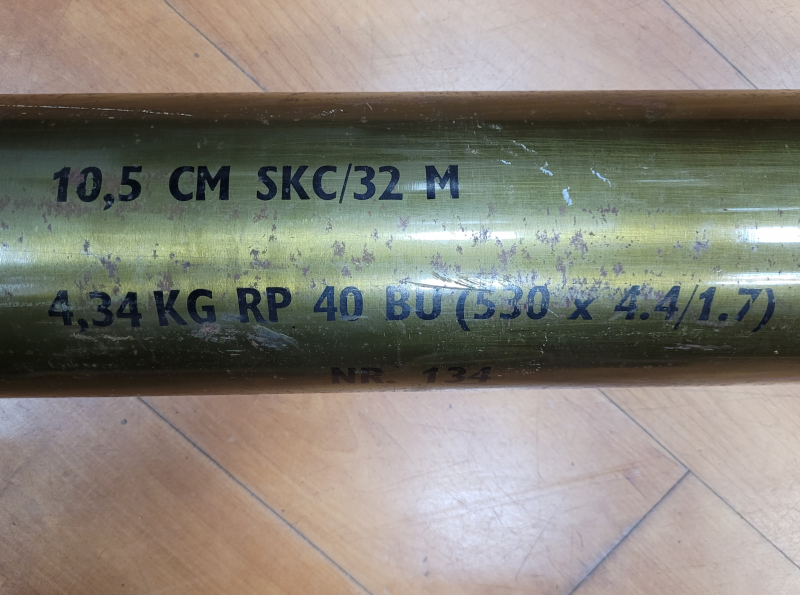 10,5 CM SKC/32 M
4,34 KG RP 40 BU (530 x 4.4/1.7)
NR. 134